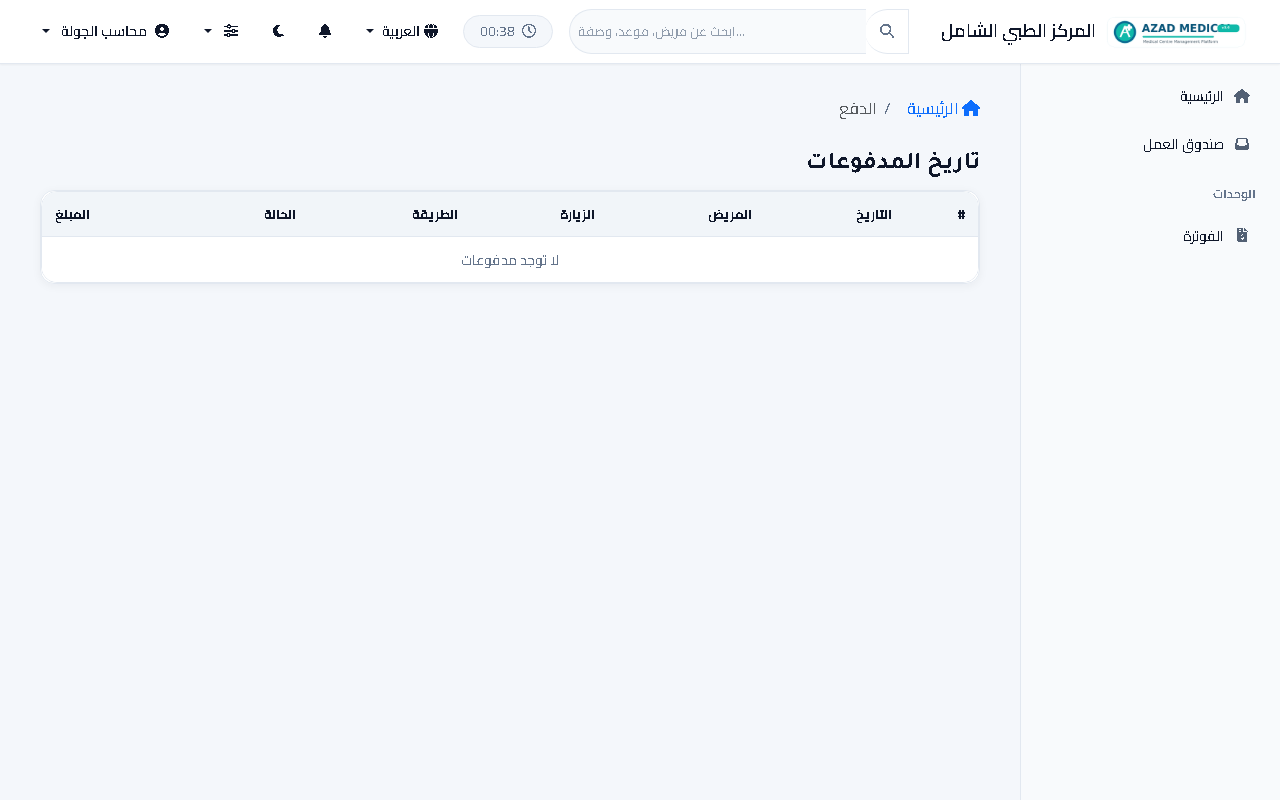 AZAD MEDIC
Medical Centre Management Platform
المركز الطبي الشامل
ابحث عن مريض، موعد، وصفة...
00:38
العربية
محاسب الجولة
الرئيسية
صندوق العمل
الوحدات
الفوترة
الرئيسية / الدفع
تاريخ المدفوعات
# التاريخ المريض الزيارة الطريقة الحالة المبلغ
لا توجد مدفوعات